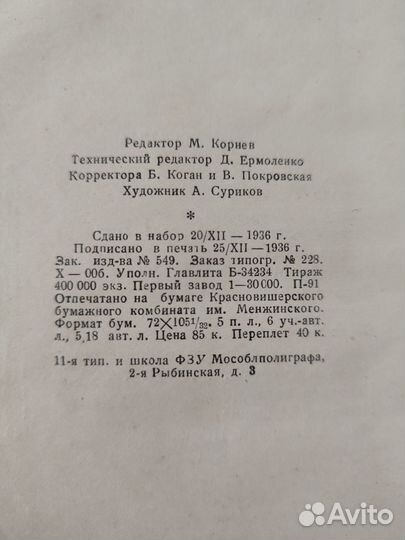 Редактор М. Корнев
Технический редактор Д. Ермоленко
Корректора Б. Коган и В. Покровская
Художник А. Суриков
*
Сдано в набор 20/XII — 1936 г.
Подписано в печать 25/XII — 1936 г.
Зак. изд-ва № 549. Заказ типогр. № 228.
X — 006. Уполн. Главлита Б-34234 Тираж
400 000 экз. Первый завод 1—30000. П-91
Отпечатано на бумаге Красновишерского
бумажного комбината им. Менжинского.
Формат бум. 72×105¹/₃₂. 5 п. л., 6 уч.-авт.
л., 5,18 авт. л. Цена 85 к. Переплет 40 к.
11-я тип. и школа ФЗУ Мособлполиграфа,
2-я Рыбинская, д. 3
Avito